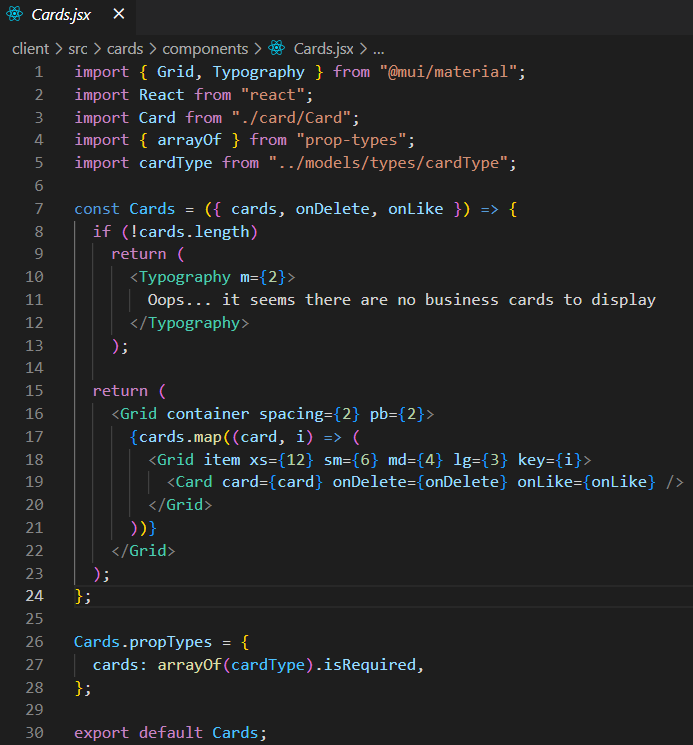 Cards.jsx ×
client > src > cards > components > Cards.jsx > ...
1 import { Grid, Typography } from "@mui/material";
2 import React from "react";
3 import Card from "./card/Card";
4 import { arrayOf } from "prop-types";
5 import cardType from "../models/types/cardType";
6
7 const Cards = ({ cards, onDelete, onLike }) => {
8   if (!cards.length)
9     return (
10       <Typography m={2}>
11         Oops... it seems there are no business cards to display
12       </Typography>
13     );
14
15   return (
16     <Grid container spacing={2} pb={2}>
17       {cards.map((card, i) => (
18         <Grid item xs={12} sm={6} md={4} lg={3} key={i}>
19           <Card card={card} onDelete={onDelete} onLike={onLike} />
20         </Grid>
21       ))}
22     </Grid>
23   );
24 };
25
26 Cards.propTypes = {
27   cards: arrayOf(cardType).isRequired,
28 };
29
30 export default Cards;